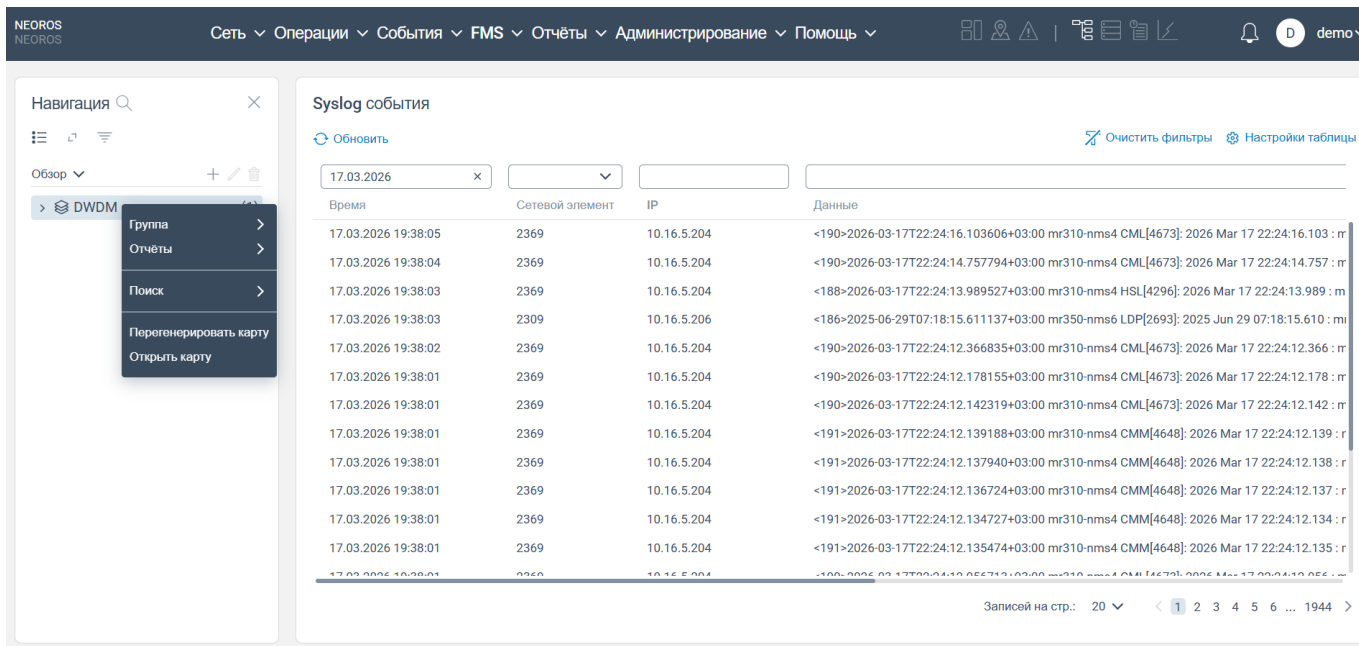 NEOROS
NEOROS
Сеть Операции События FMS Отчёты Администрирование Помощь
D demo
Навигация
Обзор
DWDM
Группа
Отчёты
Поиск
Перегенерировать карту
Открыть карту
Syslog события
Обновить
Очистить фильтры Настройки таблицы
17.03.2026
Время Сетевой элемент IP Данные
17.03.2026 19:38:05 2369 10.16.5.204 <190>2026-03-17T22:24:16.103606+03:00 mr310-nms4 CML[4673]: 2026 Mar 17 22:24:16.103 : m
17.03.2026 19:38:04 2369 10.16.5.204 <190>2026-03-17T22:24:14.757794+03:00 mr310-nms4 CML[4673]: 2026 Mar 17 22:24:14.757 : m
17.03.2026 19:38:03 2369 10.16.5.204 <188>2026-03-17T22:24:13.989527+03:00 mr310-nms4 HSL[4296]: 2026 Mar 17 22:24:13.989 : m
17.03.2026 19:38:03 2309 10.16.5.206 <186>2025-06-29T07:18:15.611137+03:00 mr350-nms6 LDP[2693]: 2025 Jun 29 07:18:15.610 : m
17.03.2026 19:38:02 2369 10.16.5.204 <190>2026-03-17T22:24:12.366835+03:00 mr310-nms4 CML[4673]: 2026 Mar 17 22:24:12.366 : m
17.03.2026 19:38:01 2369 10.16.5.204 <190>2026-03-17T22:24:12.178155+03:00 mr310-nms4 CML[4673]: 2026 Mar 17 22:24:12.178 : m
17.03.2026 19:38:01 2369 10.16.5.204 <190>2026-03-17T22:24:12.142319+03:00 mr310-nms4 CML[4673]: 2026 Mar 17 22:24:12.142 : m
17.03.2026 19:38:01 2369 10.16.5.204 <191>2026-03-17T22:24:12.139188+03:00 mr310-nms4 CMM[4648]: 2026 Mar 17 22:24:12.139 :
17.03.2026 19:38:01 2369 10.16.5.204 <191>2026-03-17T22:24:12.137940+03:00 mr310-nms4 CMM[4648]: 2026 Mar 17 22:24:12.138 :
17.03.2026 19:38:01 2369 10.16.5.204 <191>2026-03-17T22:24:12.136724+03:00 mr310-nms4 CMM[4648]: 2026 Mar 17 22:24:12.137 :
17.03.2026 19:38:01 2369 10.16.5.204 <191>2026-03-17T22:24:12.134727+03:00 mr310-nms4 CMM[4648]: 2026 Mar 17 22:24:12.134 :
17.03.2026 19:38:01 2369 10.16.5.204 <191>2026-03-17T22:24:12.135474+03:00 mr310-nms4 CMM[4648]: 2026 Mar 17 22:24:12.135 :
Записей на стр.: 20 1 2 3 4 5 6 ... 1944